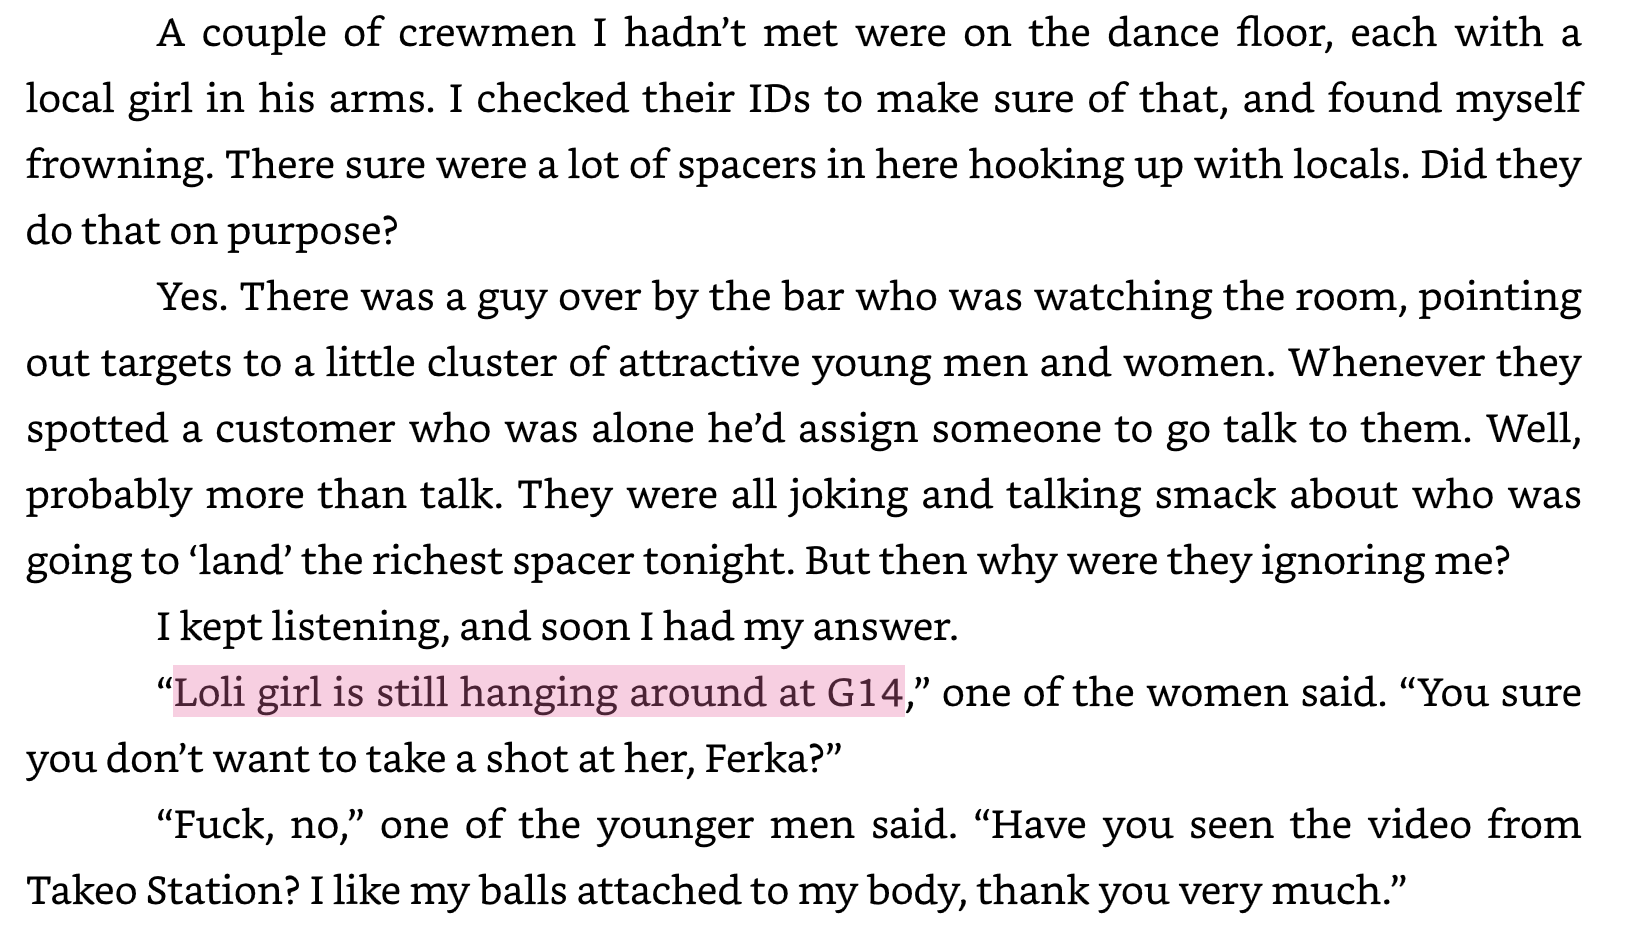 A couple of crewmen I hadn’t met were on the dance floor, each with a
local girl in his arms. I checked their IDs to make sure of that, and found myself
frowning. There sure were a lot of spacers in here hooking up with locals. Did they
do that on purpose?
Yes. There was a guy over by the bar who was watching the room, pointing
out targets to a little cluster of attractive young men and women. Whenever they
spotted a customer who was alone he’d assign someone to go talk to them. Well,
probably more than talk. They were all joking and talking smack about who was
going to ‘land’ the richest spacer tonight. But then why were they ignoring me?
I kept listening, and soon I had my answer.
“Loli girl is still hanging around at G14,” one of the women said. “You sure
you don’t want to take a shot at her, Ferka?”
“Fuck, no,” one of the younger men said. “Have you seen the video from
Takeo Station? I like my balls attached to my body, thank you very much.”